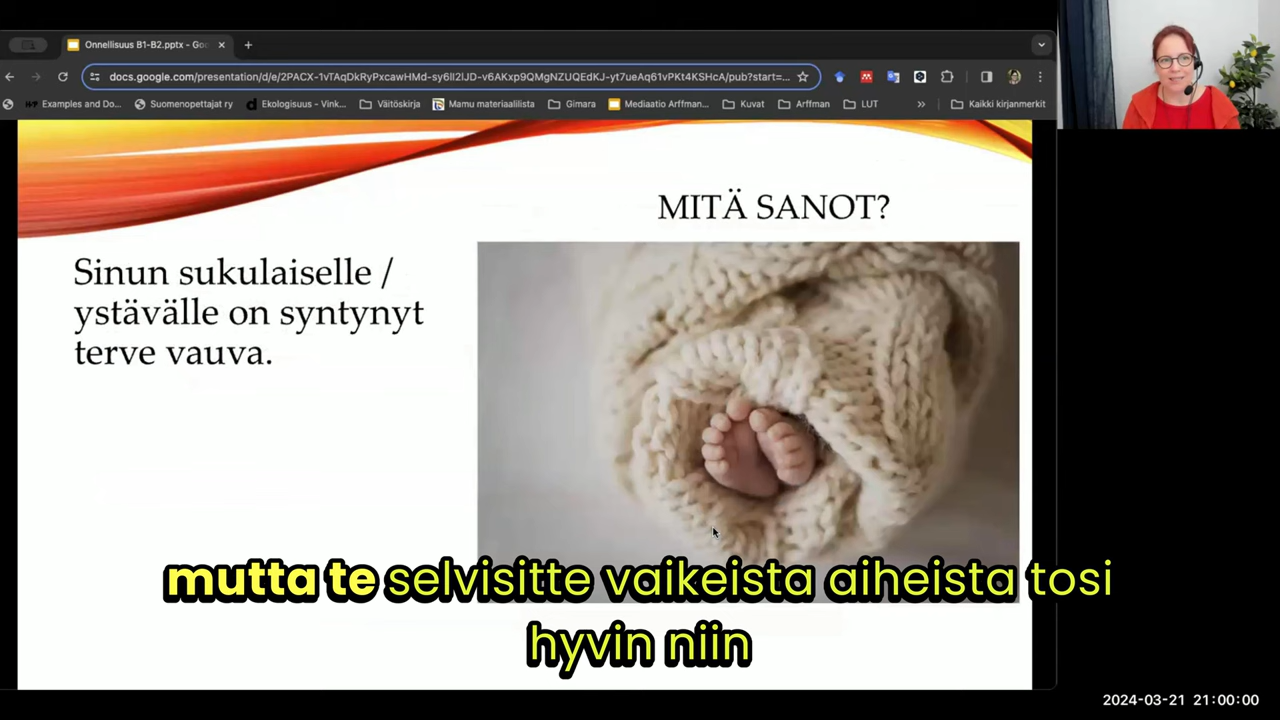 Onnellisuus B1-B2.pptx - Goo
docs.google.com/presentation/d/e/2PACX-1vTAqDkRyPxcawHMd-sy6Il2IJD-v6AKxp9QMgNZUQEdKJ-yt7ueAq61vPKt4KSHcA/pub?start=...
Examples and Do... Suomenopettajat ry Ekologisuus - Vink... Väitöskirja Mamu materiaalilista Gimara Mediaatio Arffman... Kuvat Arffman LUT » Kaikki kirjanmerkit
MITÄ SANOT?
Sinun sukulaiselle /
ystävälle on syntynyt
terve vauva.
mutta te selvisitte vaikeista aiheista tosi
hyvin niin
2024-03-21 21:00:00